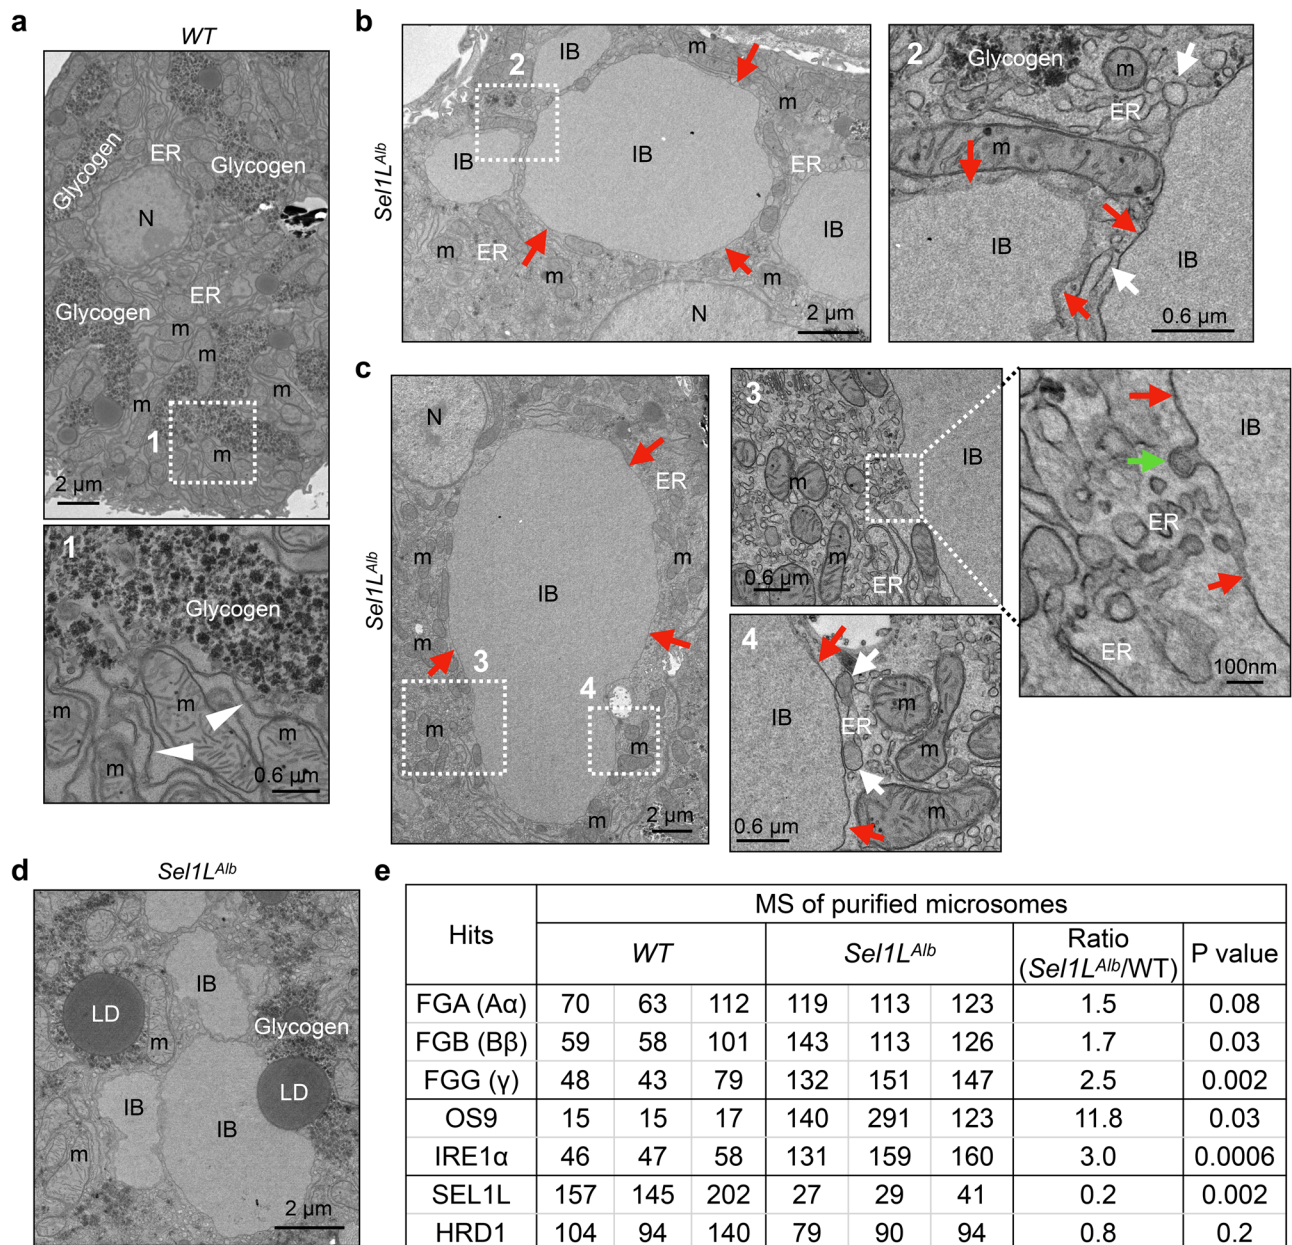 a
WT
Glycogen
ER
Glycogen
N
ER
Glycogen
m
m
m
m
1
m
2 µm
1
Glycogen
m
m
m
m
0.6 µm
b
Sel1L^Alb
IB
m
2
m
IB
IB
ER
IB
m
ER
m
m
N
2 µm
2
Glycogen
m
ER
m
IB
IB
0.6 µm
c
Sel1L^Alb
N
ER
m
m
IB
m
3
4
m
m
m
2 µm
3
IB
m
m
0.6 µm
ER
IB
ER
ER
100nm
4
IB
ER
m
m
m
0.6 µm
d
Sel1L^Alb
IB
LD
Glycogen
m
LD
IB
IB
m
2 µm
e
Hits MS of purified microsomes
WT Sel1L^Alb Ratio (Sel1L^Alb/WT) P value
FGA (Aα) 70 63 112 119 113 123 1.5 0.08
FGB (Bβ) 59 58 101 143 113 126 1.7 0.03
FGG (γ) 48 43 79 132 151 147 2.5 0.002
OS9 15 15 17 140 291 123 11.8 0.03
IRE1α 46 47 58 131 159 160 3.0 0.0006
SEL1L 157 145 202 27 29 41 0.2 0.002
HRD1 104 94 140 79 90 94 0.8 0.2